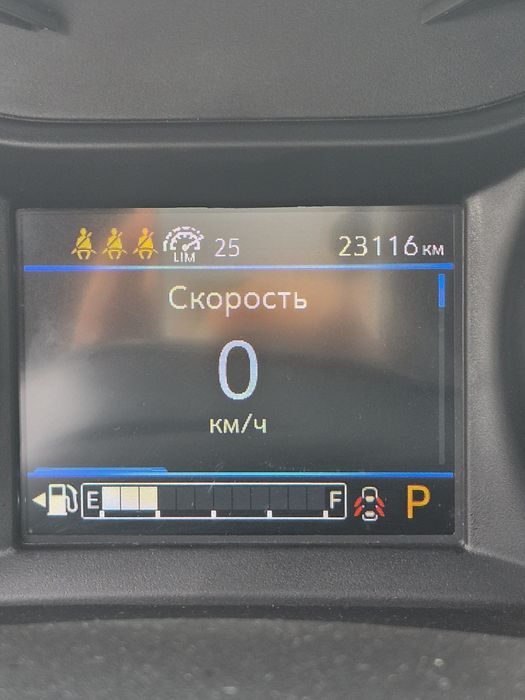 LIM 25 23116 км
Скорость
0
км/ч
E F P